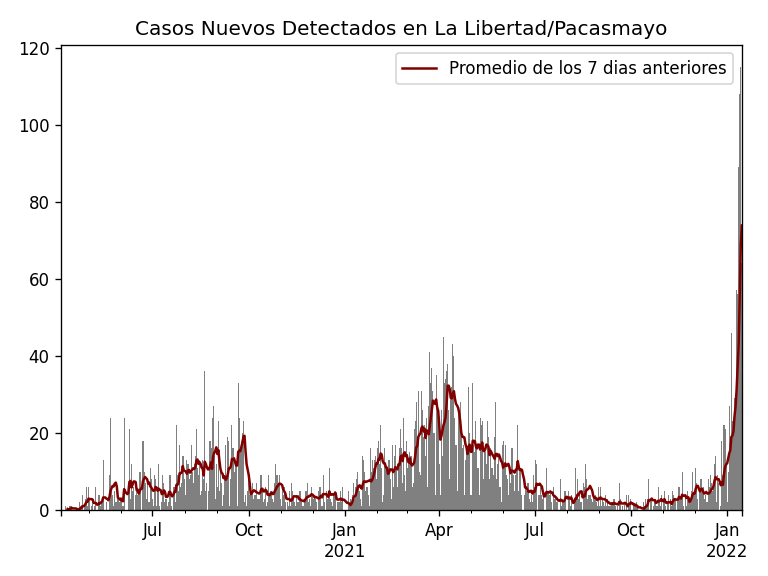 Casos Nuevos Detectados en La Libertad/Pacasmayo
Promedio de los 7 dias anteriores
120
100
80
60
40
20
0
Jul
Oct
Jan
2021
Apr
Jul
Oct
Jan
2022